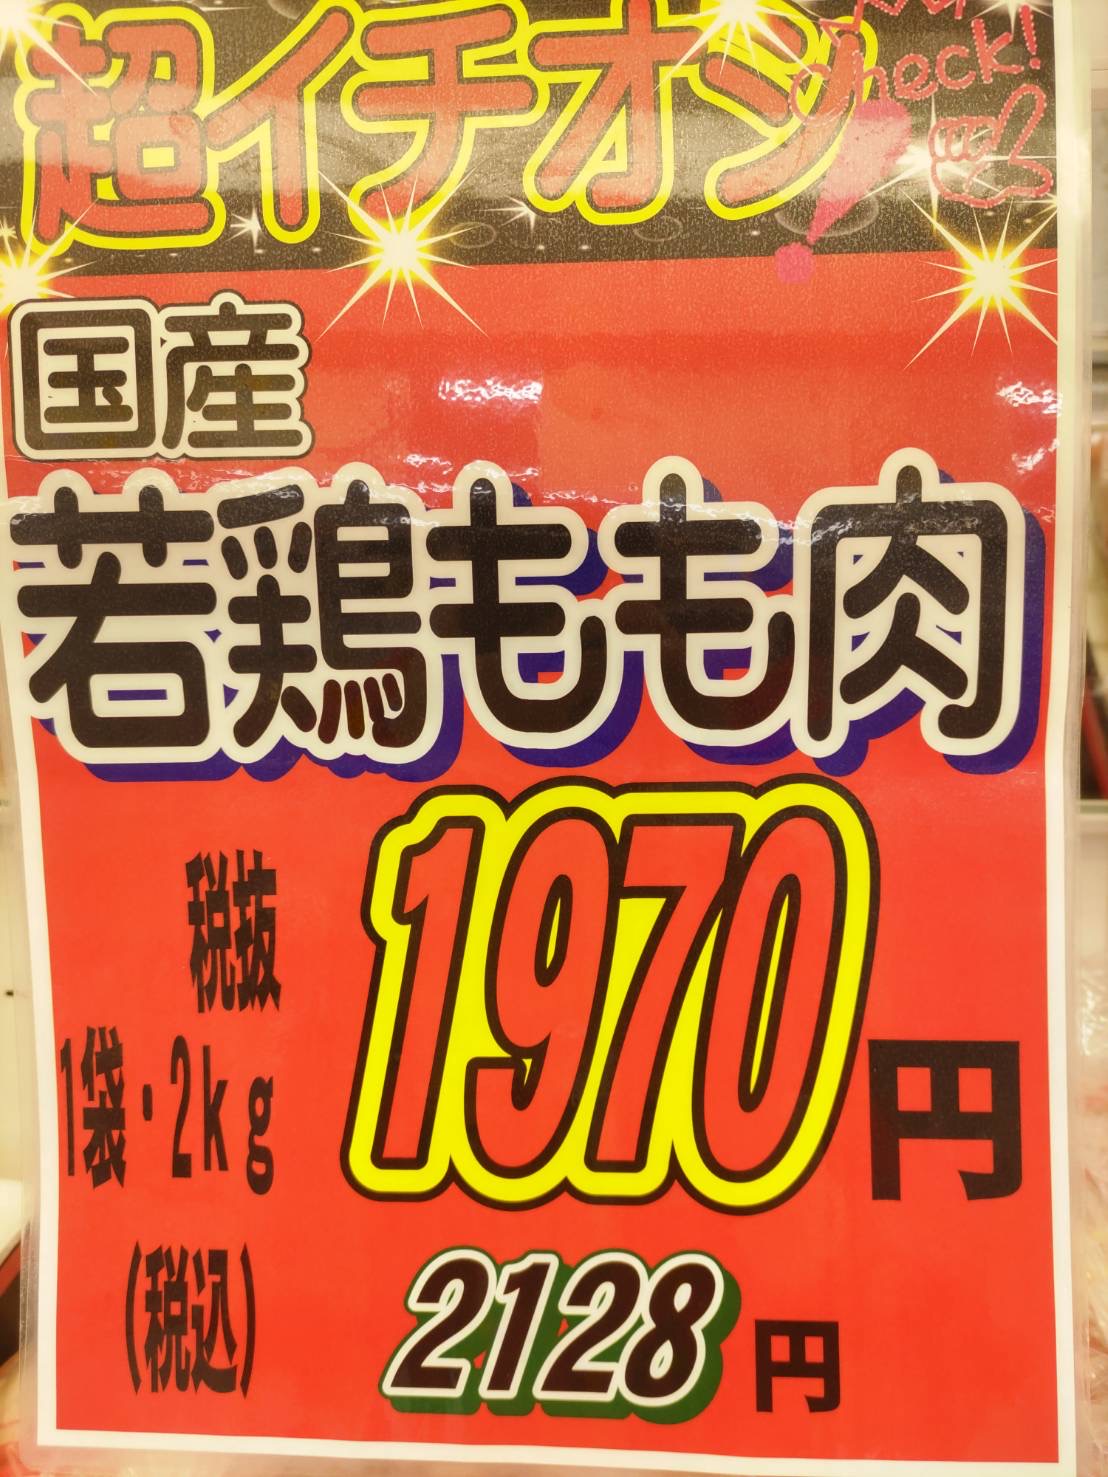 超イチオシ
check!
国産
若鶏もも肉
税抜
1袋・2kg
1970円
(税込)
2128円